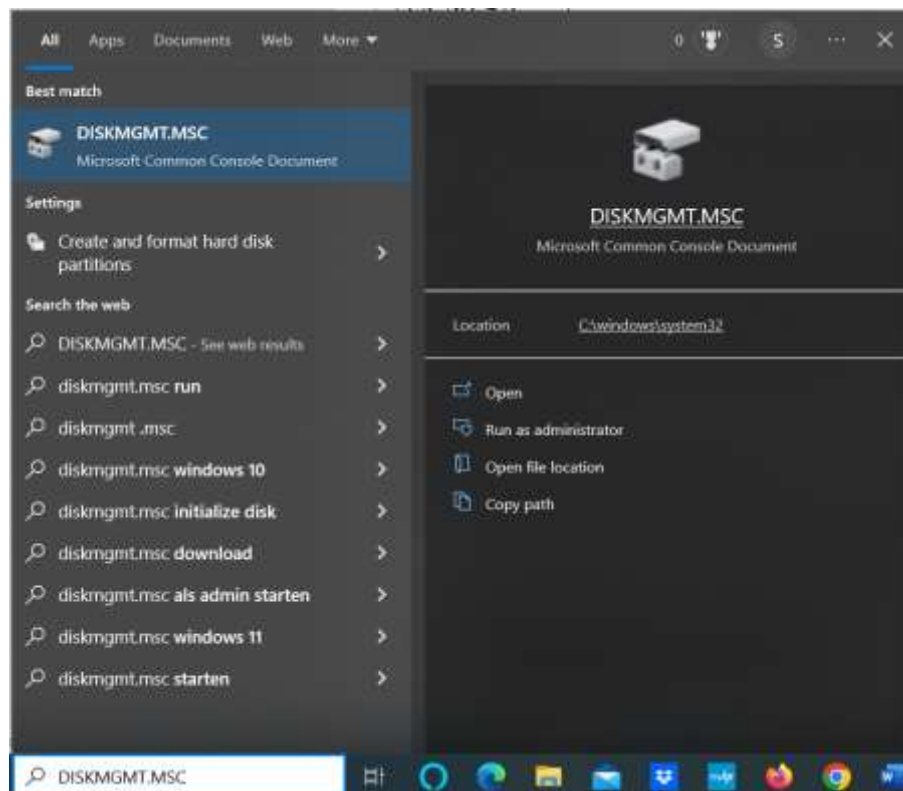 All Apps Documents Web More 0 S ...
Best match
DISKMGMT.MSC
Microsoft Common Console Document
Settings
Create and format hard disk
partitions
Search the web
DISKMGMT.MSC - See web results
diskmgmt.msc run
diskmgmt .msc
diskmgmt.msc windows 10
diskmgmt.msc initialize disk
diskmgmt.msc download
diskmgmt.msc als admin starten
diskmgmt.msc windows 11
diskmgmt.msc starten
DISKMGMT.MSC
DISKMGMT.MSC
Microsoft Common Console Document
Location C:\windows\system32
Open
Run as administrator
Open file location
Copy path